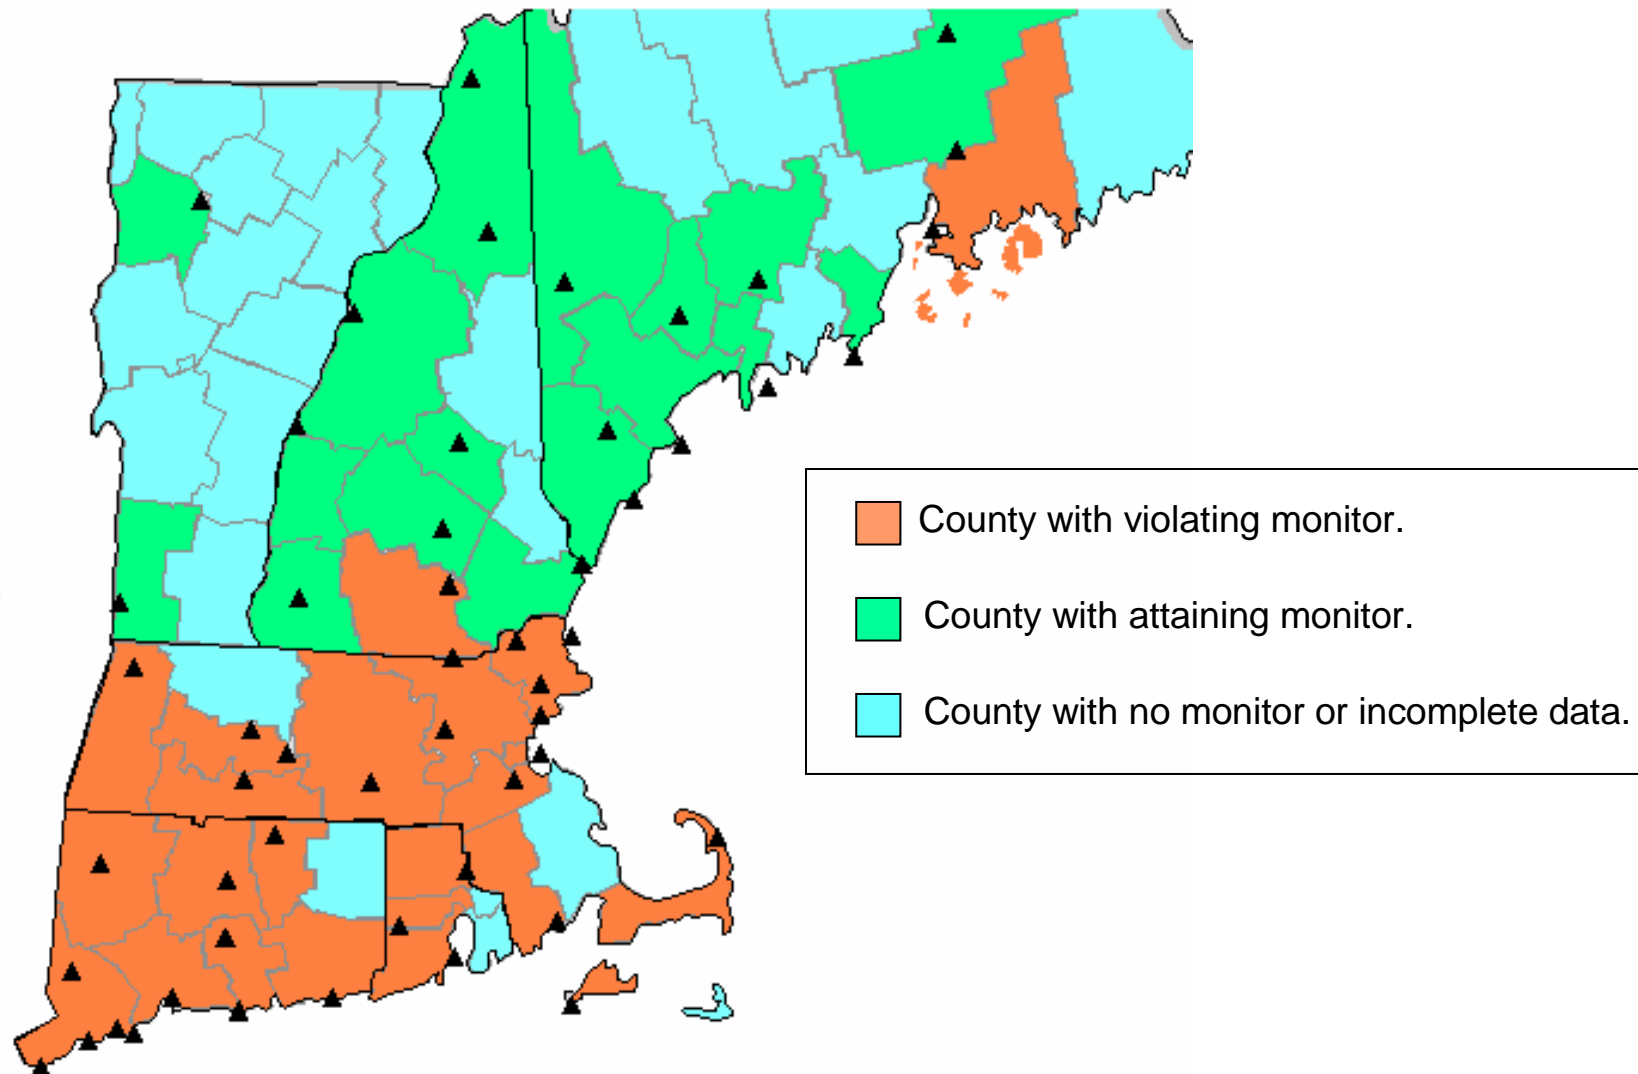 County with violating monitor.
County with attaining monitor.
County with no monitor or incomplete data.